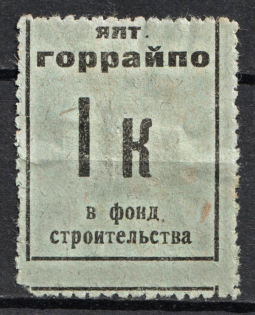 ялт.
горрайпо
1 к
в фонд
строительства